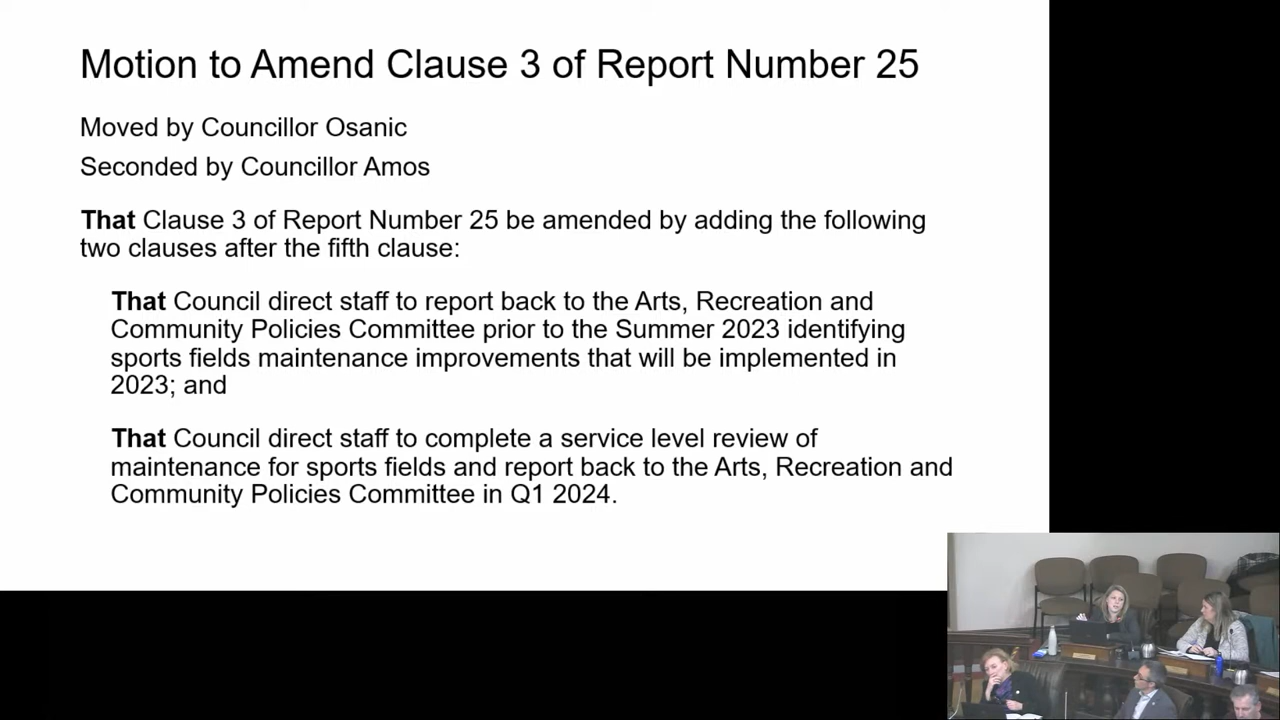 Motion to Amend Clause 3 of Report Number 25
Moved by Councillor Osanic
Seconded by Councillor Amos
That Clause 3 of Report Number 25 be amended by adding the following
two clauses after the fifth clause:
That Council direct staff to report back to the Arts, Recreation and
Community Policies Committee prior to the Summer 2023 identifying
sports fields maintenance improvements that will be implemented in
2023; and
That Council direct staff to complete a service level review of
maintenance for sports fields and report back to the Arts, Recreation and
Community Policies Committee in Q1 2024.